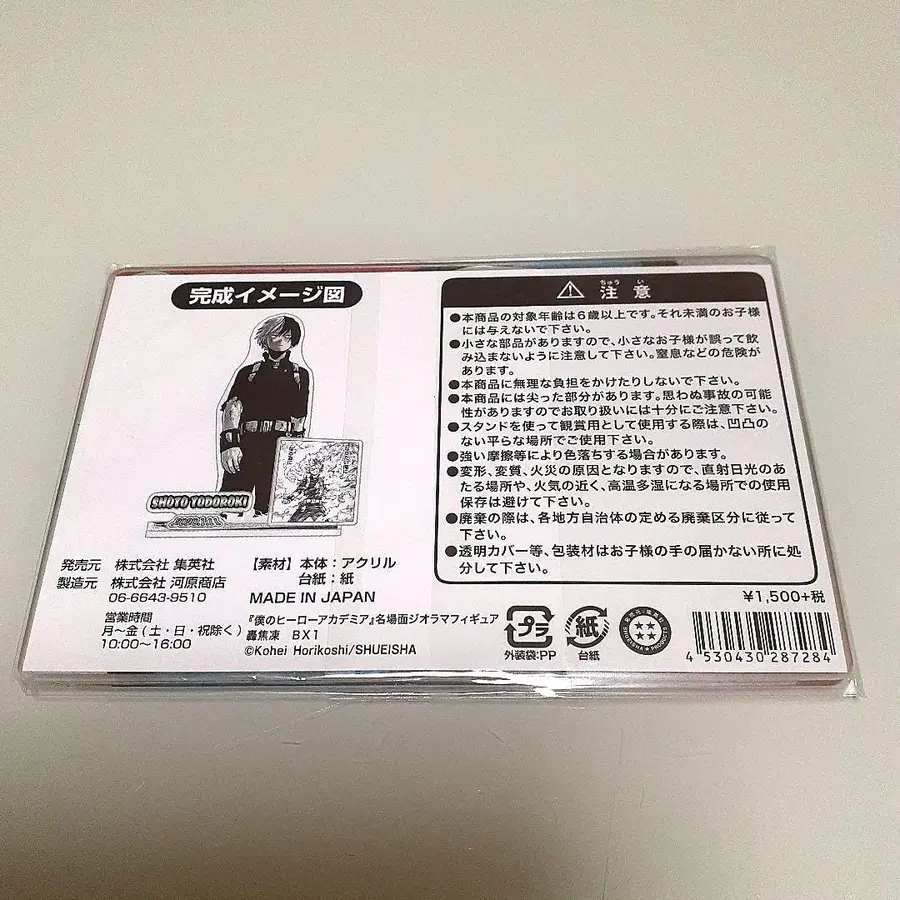 完成イメージ図
SHOTO TODOROKI
発売元 株式会社 集英社
製造元 株式会社 河原商店
06-6643-9510
営業時間
月~金(土・日・祝除く)
10:00~16:00
【素材】本体:アクリル
台紙:紙
MADE IN JAPAN
『僕のヒーローアカデミア』名場面ジオラマフィギュア
轟焦凍 BX1
©Kohei Horikoshi/SHUEISHA
⚠ 注意
ちゅう い
●本商品の対象年齢は6歳以上です。それ未満のお子様
には与えないで下さい。
●小さな部品がありますので、小さなお子様が誤って飲
み込まないように注意して下さい。窒息などの危険が
あります。
●本商品に無理な負担をかけたりしないで下さい。
●本商品には尖った部分があります。思わぬ事故の可能
性がありますのでお取り扱いには十分にご注意下さい。
●スタンドを使って観賞用として使用する際は、凹凸の
ない平らな場所でご使用下さい。
●強い摩擦等により色落ちする場合があります。
●変形、変質、火災の原因となりますので、直射日光のあ
たる場所や、火気の近く、高温多湿になる場所での使用
保存は避けて下さい。
●廃棄の際は、各地方自治体の定める廃棄区分に従って
下さい。
●透明カバー等、包装材はお子様の手の届かない所に処
分して下さい。
¥1,500+税
プラ
外装袋:PP
紙
台紙
SHUEISHA
4 530430 287284